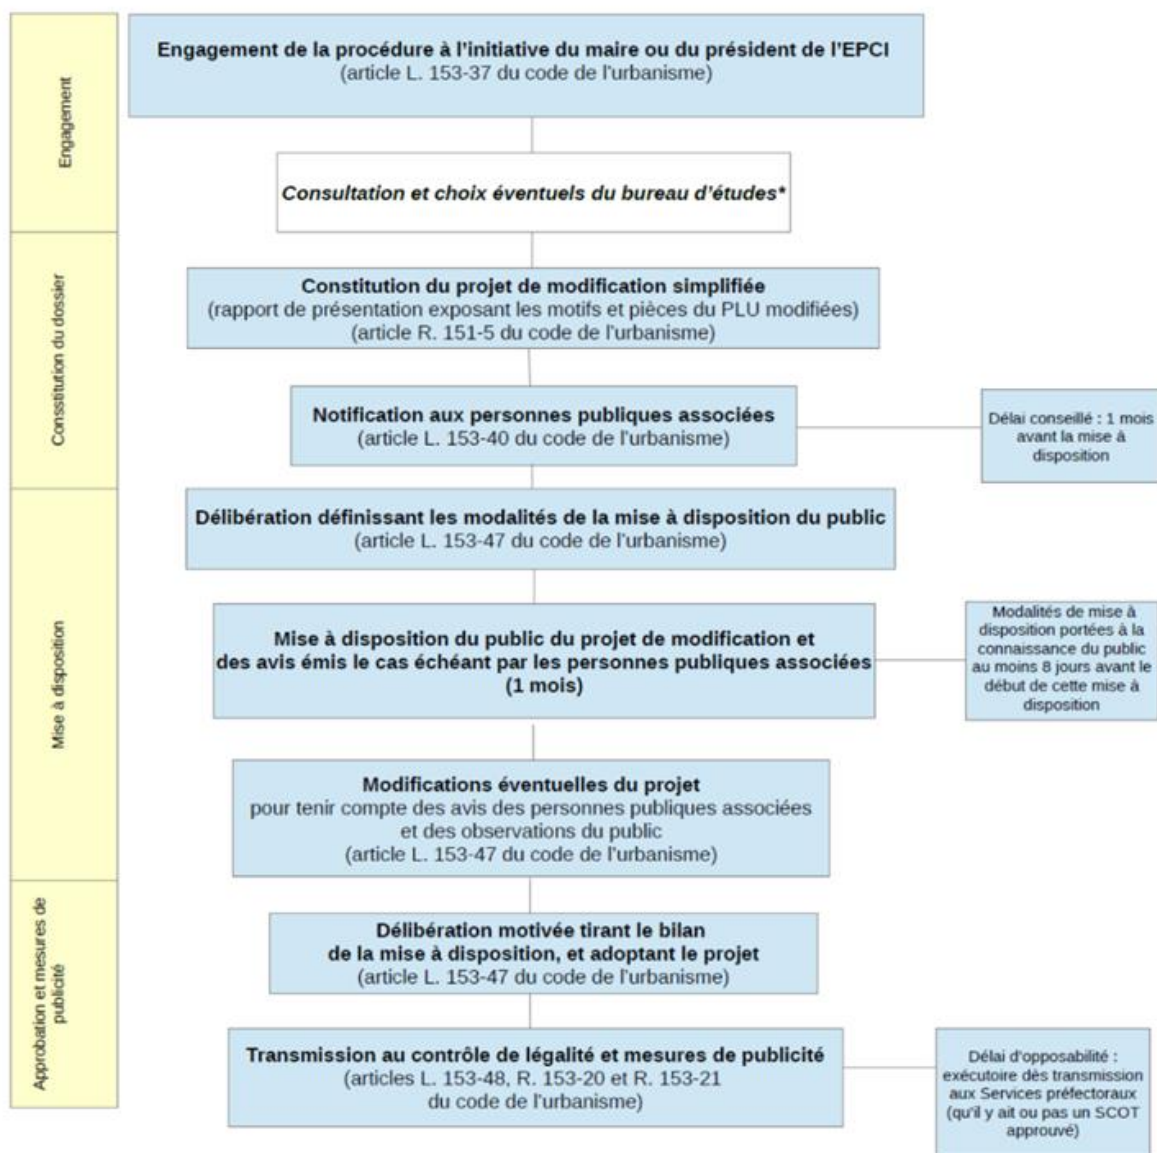 Engagement
Engagement de la procédure à l'initiative du maire ou du président de l'EPCI
(article L. 153-37 du code de l'urbanisme)
Consultation et choix éventuels du bureau d'études*
Consstitution du dossier
Constitution du projet de modification simplifiée
(rapport de présentation exposant les motifs et pièces du PLU modifiées)
(article R. 151-5 du code de l'urbanisme)
Notification aux personnes publiques associées
(article L. 153-40 du code de l'urbanisme)
Délai conseillé : 1 mois
avant la mise à
disposition
Mise à disposition
Délibération définissant les modalités de la mise à disposition du public
(article L. 153-47 du code de l'urbanisme)
Mise à disposition du public du projet de modification et
des avis émis le cas échéant par les personnes publiques associées
(1 mois)
Modalités de mise à
disposition portées à la
connaissance du public
au moins 8 jours avant le
début de cette mise à
disposition
Modifications éventuelles du projet
pour tenir compte des avis des personnes publiques associées
et des observations du public
(article L. 153-47 du code de l'urbanisme)
Approbation et mesures de
publicité
Délibération motivée tirant le bilan
de la mise à disposition, et adoptant le projet
(article L. 153-47 du code de l'urbanisme)
Transmission au contrôle de légalité et mesures de publicité
(articles L. 153-48, R. 153-20 et R. 153-21
du code de l'urbanisme)
Délai d'opposabilité :
exécutoire dès transmission
aux Services préfectoraux
(qu'il y ait ou pas un SCOT
approuvé)